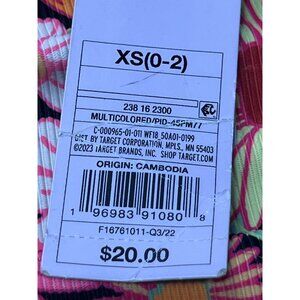 XS(0-2)
238 16 2300
MULTICOLORED/PID-45PM77
C-000965-01-011 WF18_50A01-0199
DIST BY TARGET CORPORATION, MPLS., MN 55403
©2023 TARGET BRANDS, INC. SHOP TARGET.COM
ORIGIN: CAMBODIA
1 96983 91080 8
F16761011-Q3/22
$20.00